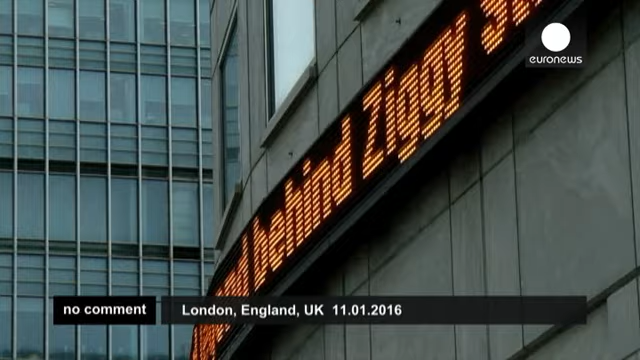 euronews
behind Ziggy
no comment
London, England, UK 11.01.2016